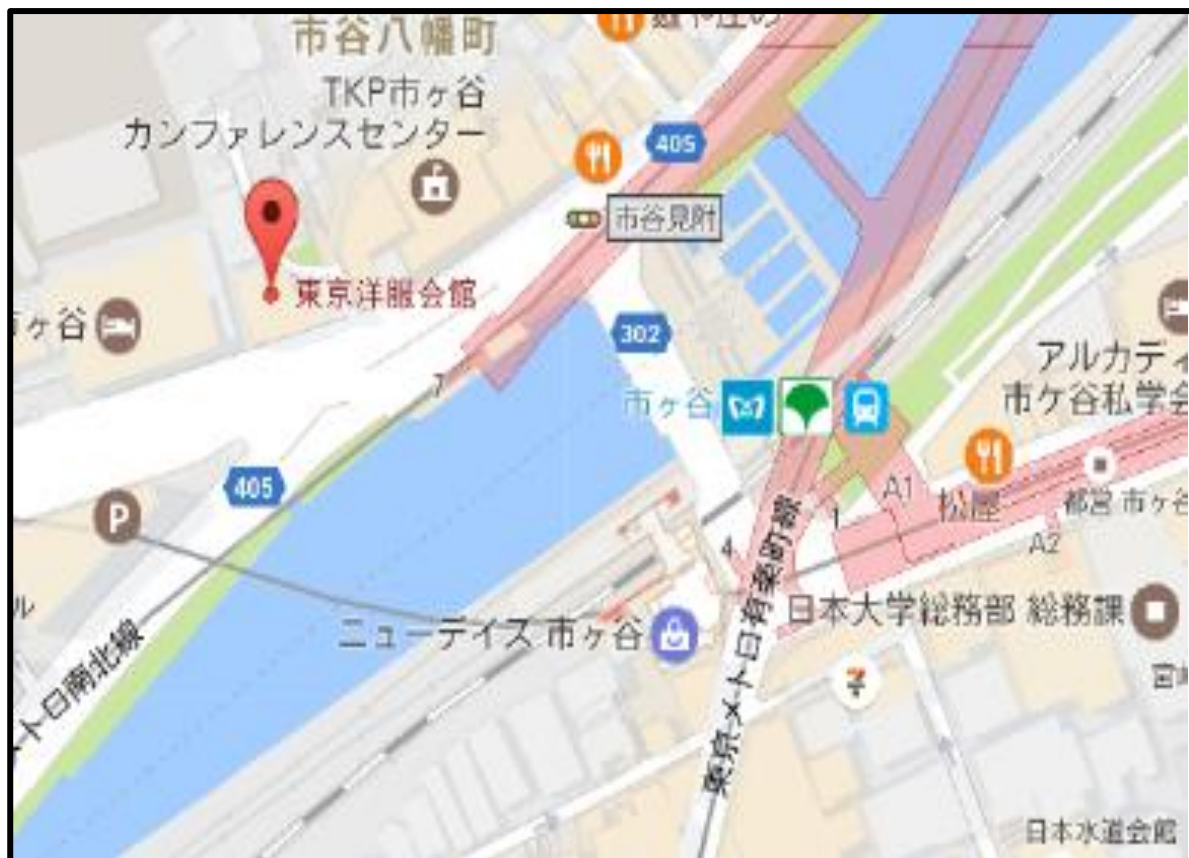 市谷八幡町
TKP市ヶ谷
カンファレンスセンター
405
市谷見附
東京洋服会館
ヶ谷
302
市ヶ谷
7
アルカディ
市ケ谷私学会
405
P
A1
松屋
都営 市ヶ谷
1
A2
4
日本大学総務部 総務課
ニューデイズ 市ヶ谷
ル
東京メトロ有楽町線
トロ南北線
日本水道会館